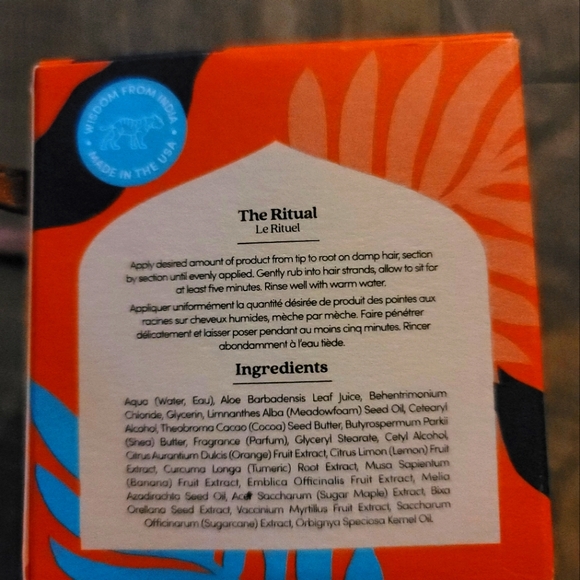 WISDOM FROM INDIA
MADE IN THE USA
The Ritual
Le Rituel
Apply desired amount of product from tip to root on damp hair, section
by section until evenly applied. Gently rub into hair strands, allow to sit for
at least five minutes. Rinse well with warm water.
Appliquer uniformément la quantité désirée de produit des pointes aux
racines sur cheveux humides, mèche par mèche. Faire pénétrer
délicatement et laisser poser pendant au moins cinq minutes. Rincer
abondamment à l'eau tiède.
Ingredients
Aqua (Water, Eau), Aloe Barbadensis Leaf Juice, Behentrimonium
Chloride, Glycerin, Limnanthes Alba (Meadowfoam) Seed Oil, Cetearyl
Alcohol, Theobroma Cacao (Cocoa) Seed Butter, Butyrospermum Parkii
(Shea) Butter, Fragrance (Parfum), Glyceryl Stearate, Cetyl Alcohol,
Citrus Aurantium Dulcis (Orange) Fruit Extract, Citrus Limon (Lemon) Fruit
Extract, Curcuma Longa (Tumeric) Root Extract, Musa Sapientum
(Banana) Fruit Extract, Emblica Officinalis Fruit Extract, Melia
Azadirachta Seed Oil, Acer Saccharum (Sugar Maple) Extract, Bixa
Orellana Seed Extract, Vaccinium Myrtillus Fruit Extract, Saccharum
Officinarum (Sugarcane) Extract, Orbignya Speciosa Kernel Oil.